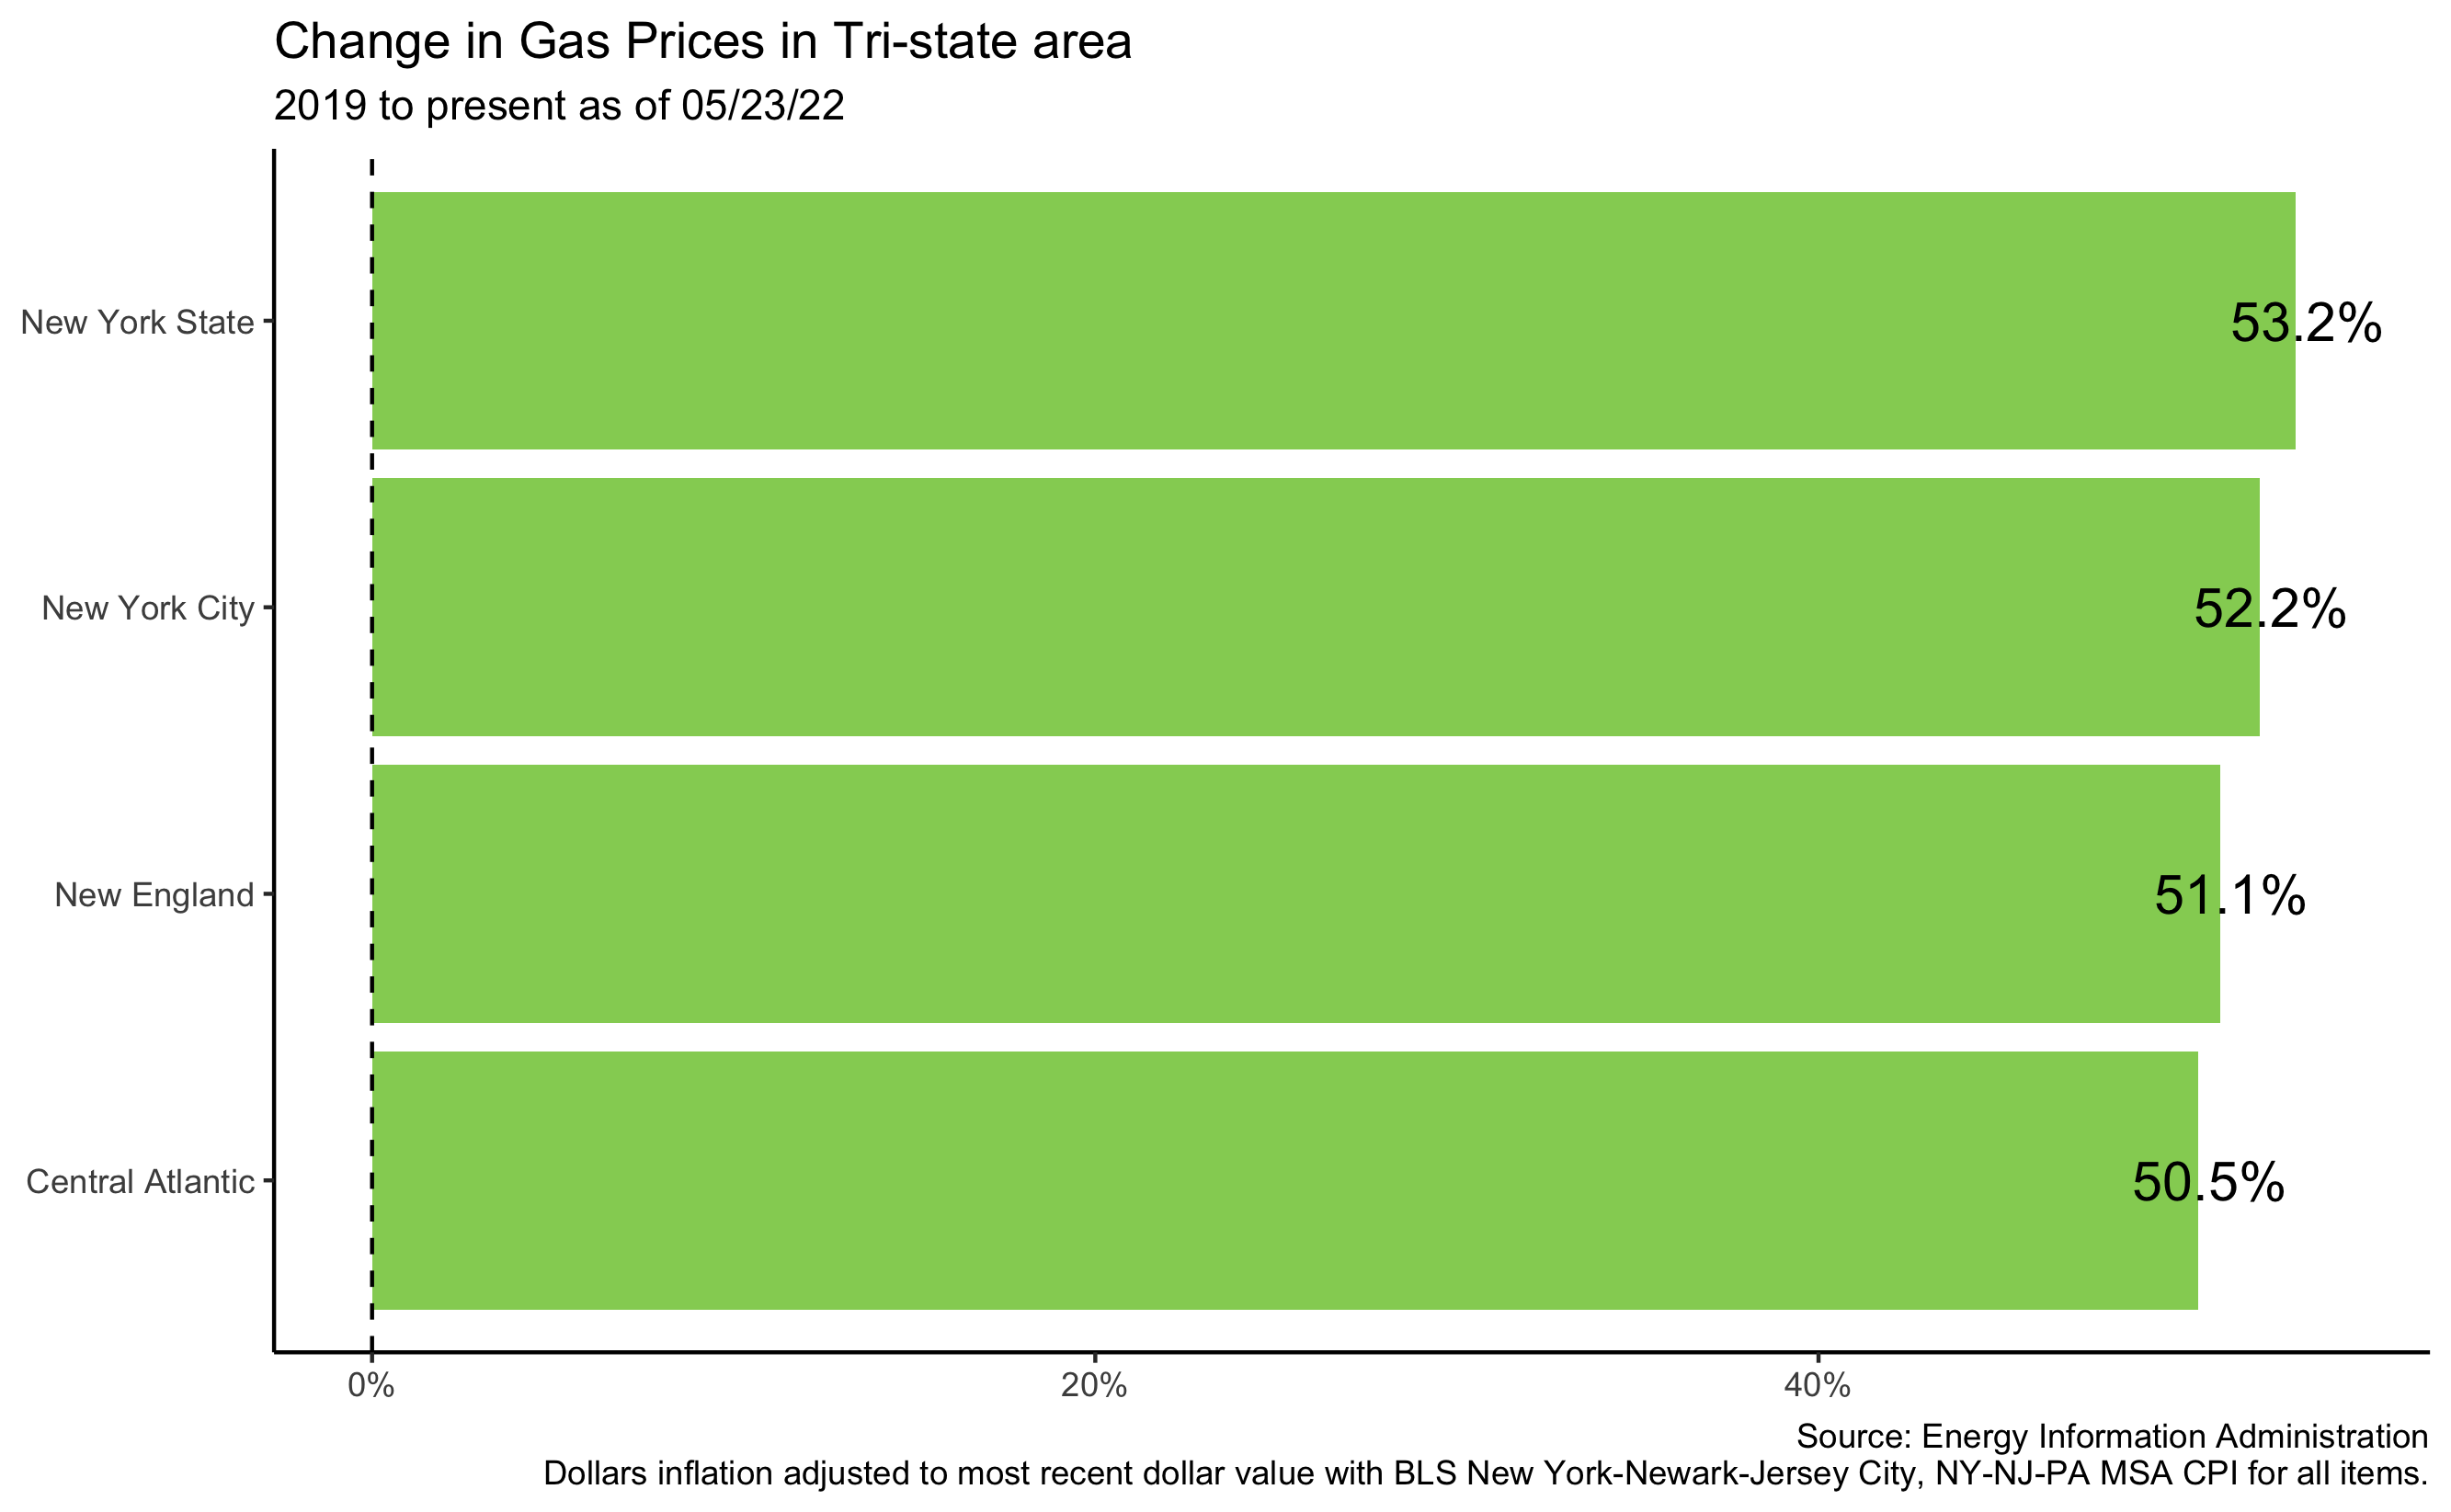 Change in Gas Prices in Tri-state area
2019 to present as of 05/23/22
New York State
53.2%
New York City
52.2%
New England
51.1%
Central Atlantic
50.5%
0%
20%
40%
Source: Energy Information Administration
Dollars inflation adjusted to most recent dollar value with BLS New York-Newark-Jersey City, NY-NJ-PA MSA CPI for all items.